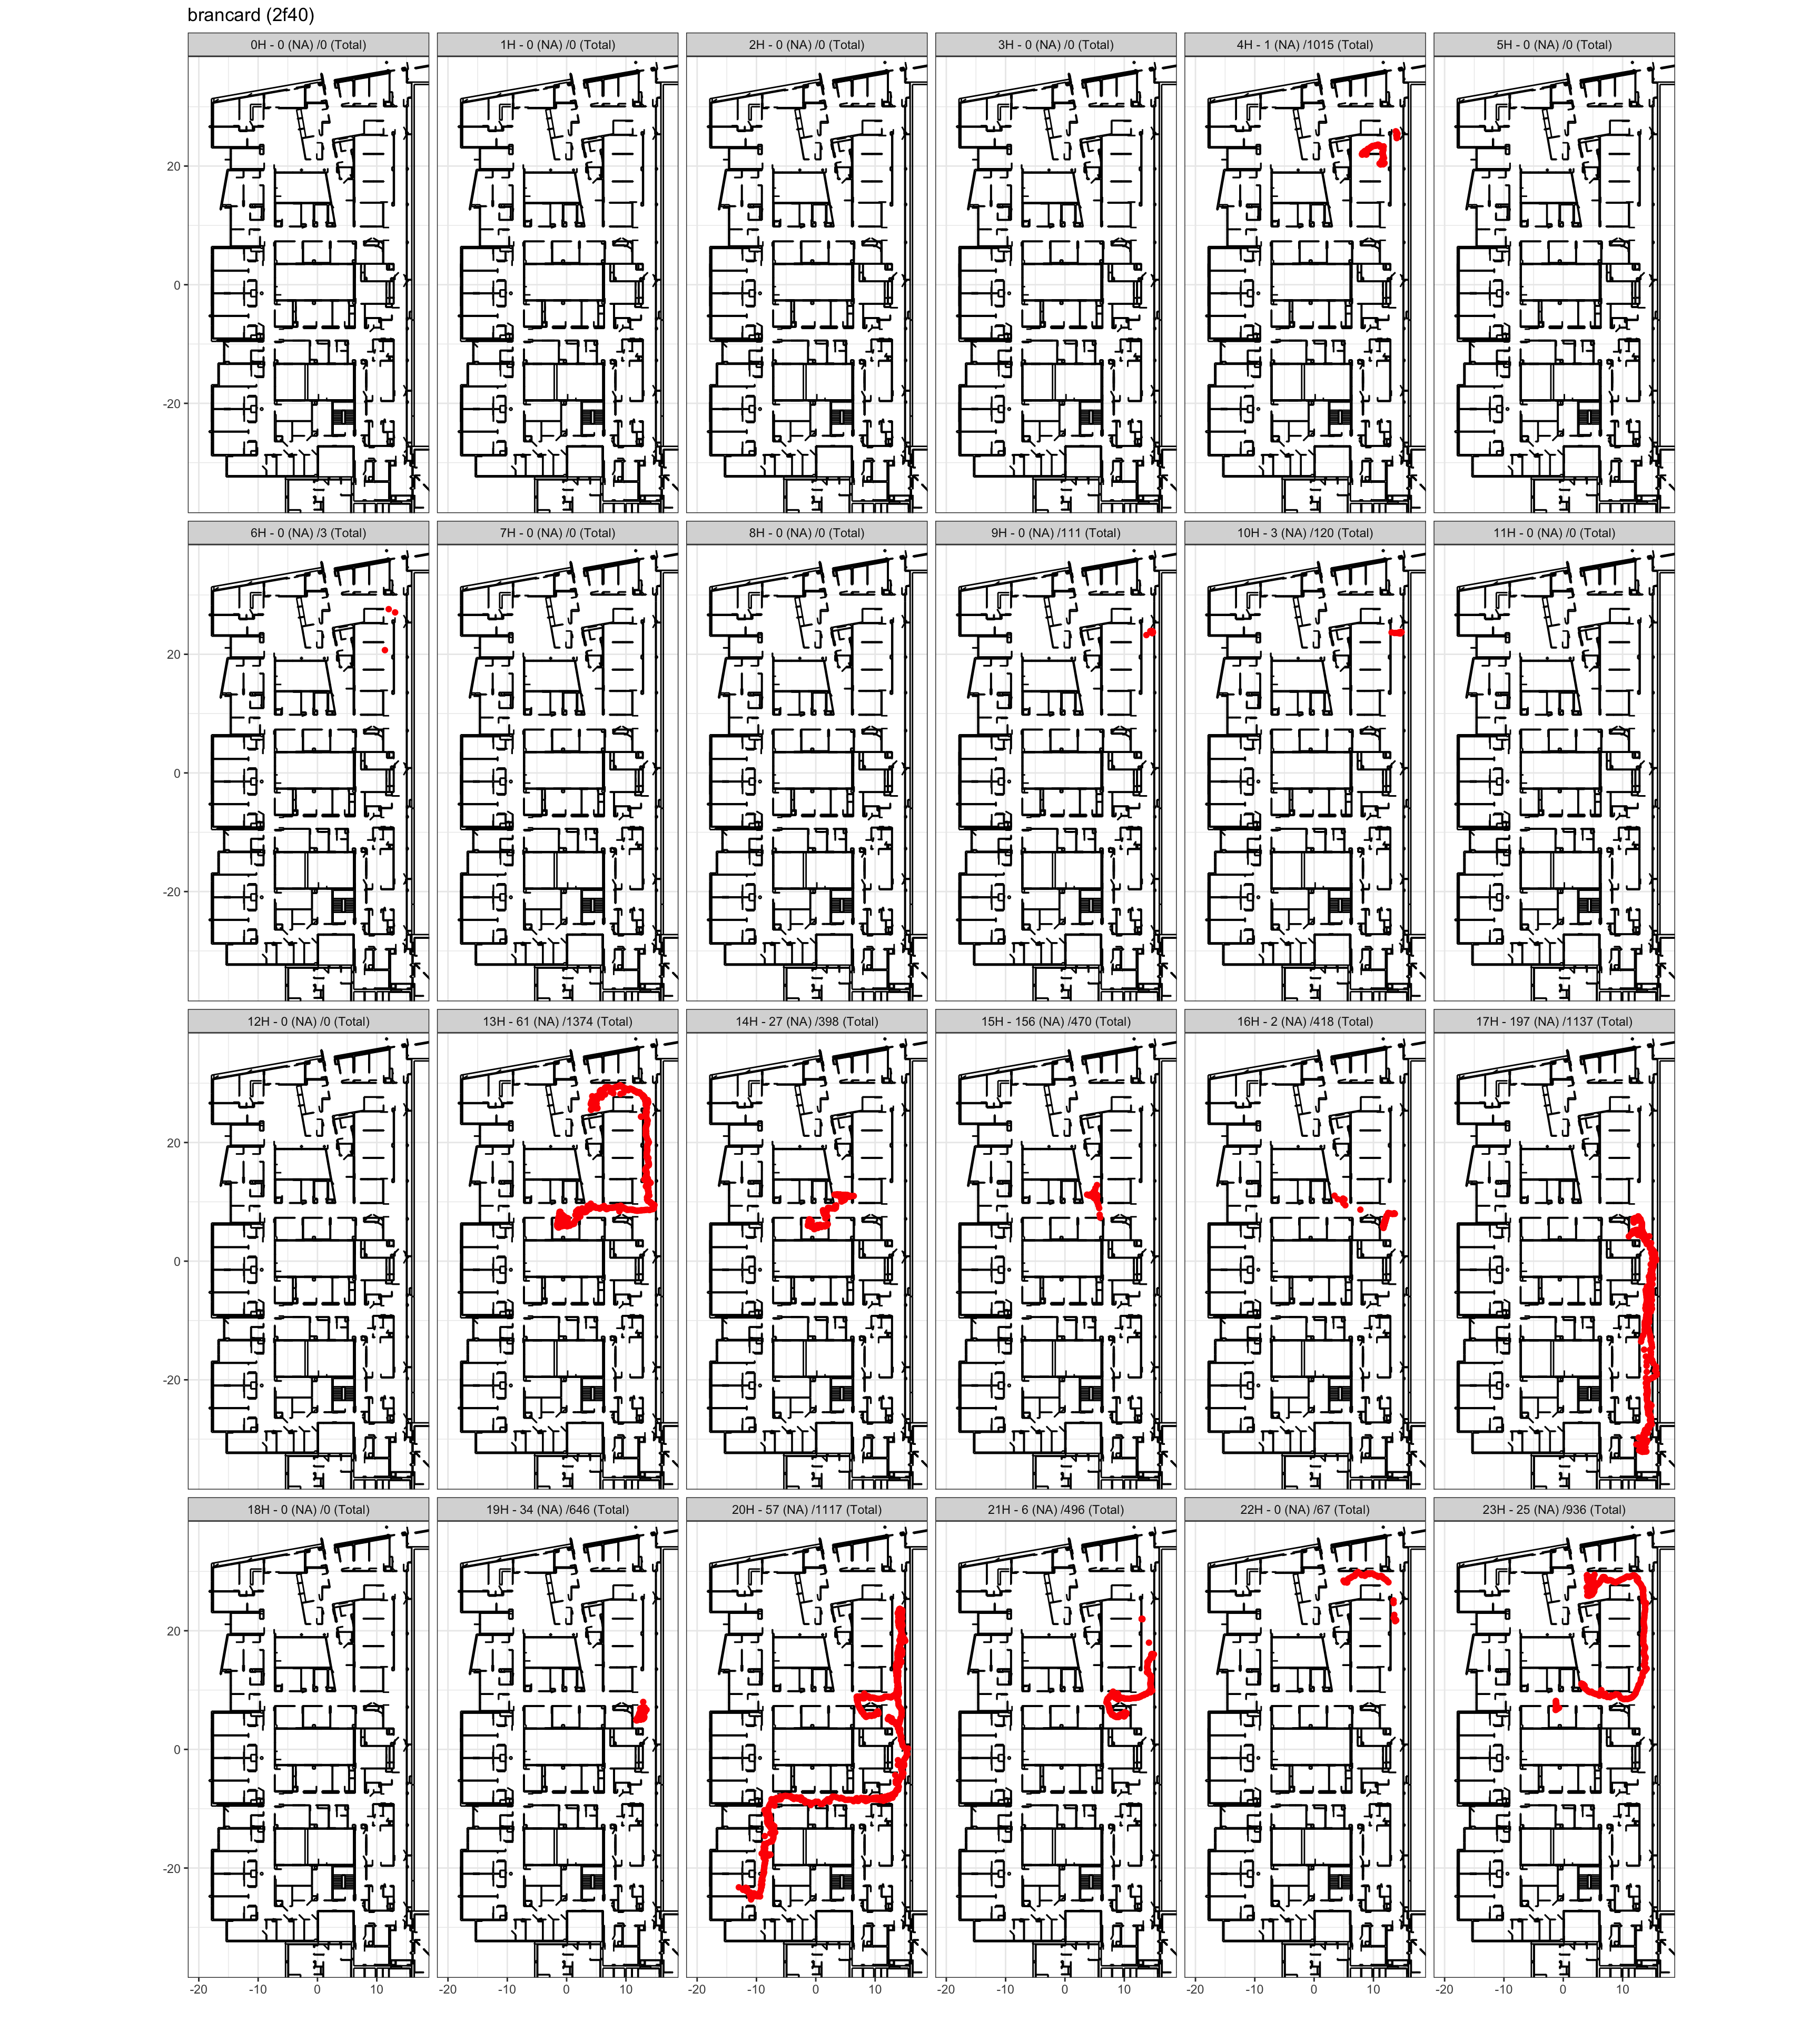 brancard (2f40)
0H - 0 (NA) /0 (Total)
1H - 0 (NA) /0 (Total)
2H - 0 (NA) /0 (Total)
3H - 0 (NA) /0 (Total)
4H - 1 (NA) /1015 (Total)
5H - 0 (NA) /0 (Total)
20
0
-20
6H - 0 (NA) /3 (Total)
7H - 0 (NA) /0 (Total)
8H - 0 (NA) /0 (Total)
9H - 0 (NA) /111 (Total)
10H - 3 (NA) /120 (Total)
11H - 0 (NA) /0 (Total)
20
0
-20
12H - 0 (NA) /0 (Total)
13H - 61 (NA) /1374 (Total)
14H - 27 (NA) /398 (Total)
15H - 156 (NA) /470 (Total)
16H - 2 (NA) /418 (Total)
17H - 197 (NA) /1137 (Total)
20
0
-20
18H - 0 (NA) /0 (Total)
19H - 34 (NA) /646 (Total)
20H - 57 (NA) /1117 (Total)
21H - 6 (NA) /496 (Total)
22H - 0 (NA) /67 (Total)
23H - 25 (NA) /936 (Total)
20
0
-20
-20 -10 0 10
-20 -10 0 10
-20 -10 0 10
-20 -10 0 10
-20 -10 0 10
-20 -10 0 10